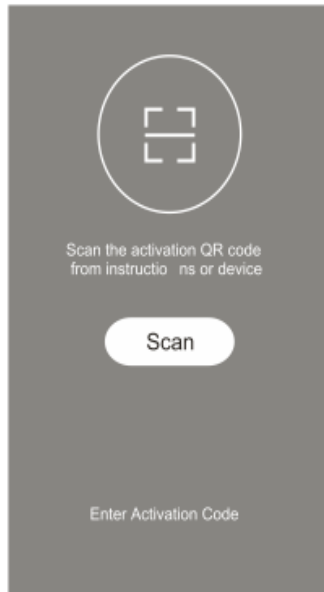 Scan the activation QR code
from instructio ns or device
Scan
Enter Activation Code